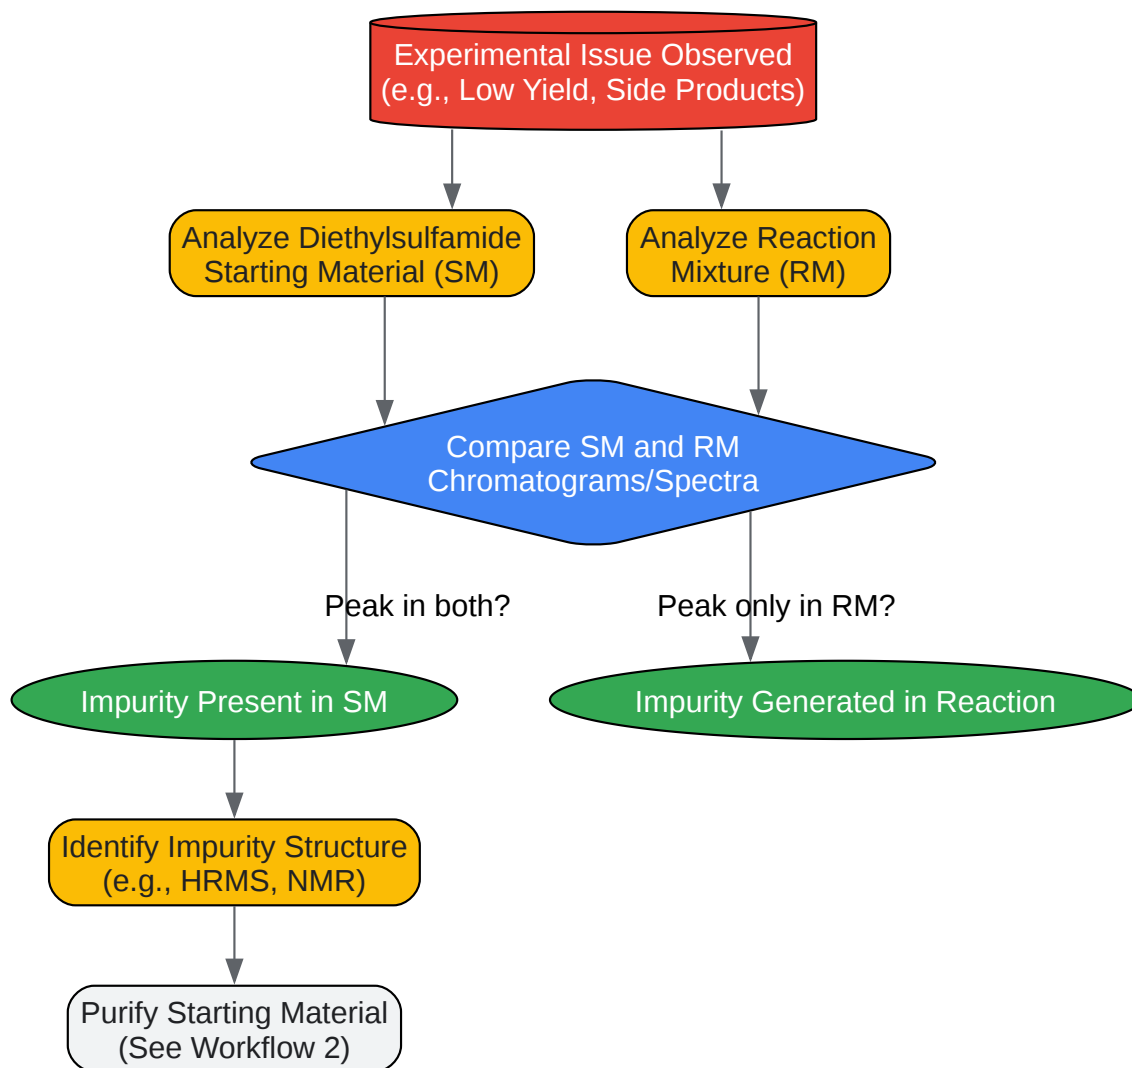 Experimental Issue Observed
(e.g., Low Yield, Side Products)
Analyze Diethylsulfamide
Starting Material (SM)
Analyze Reaction
Mixture (RM)
Compare SM and RM
Chromatograms/Spectra
Peak in both?
Peak only in RM?
Impurity Present in SM
Impurity Generated in Reaction
Identify Impurity Structure
(e.g., HRMS, NMR)
Purify Starting Material
(See Workflow 2)